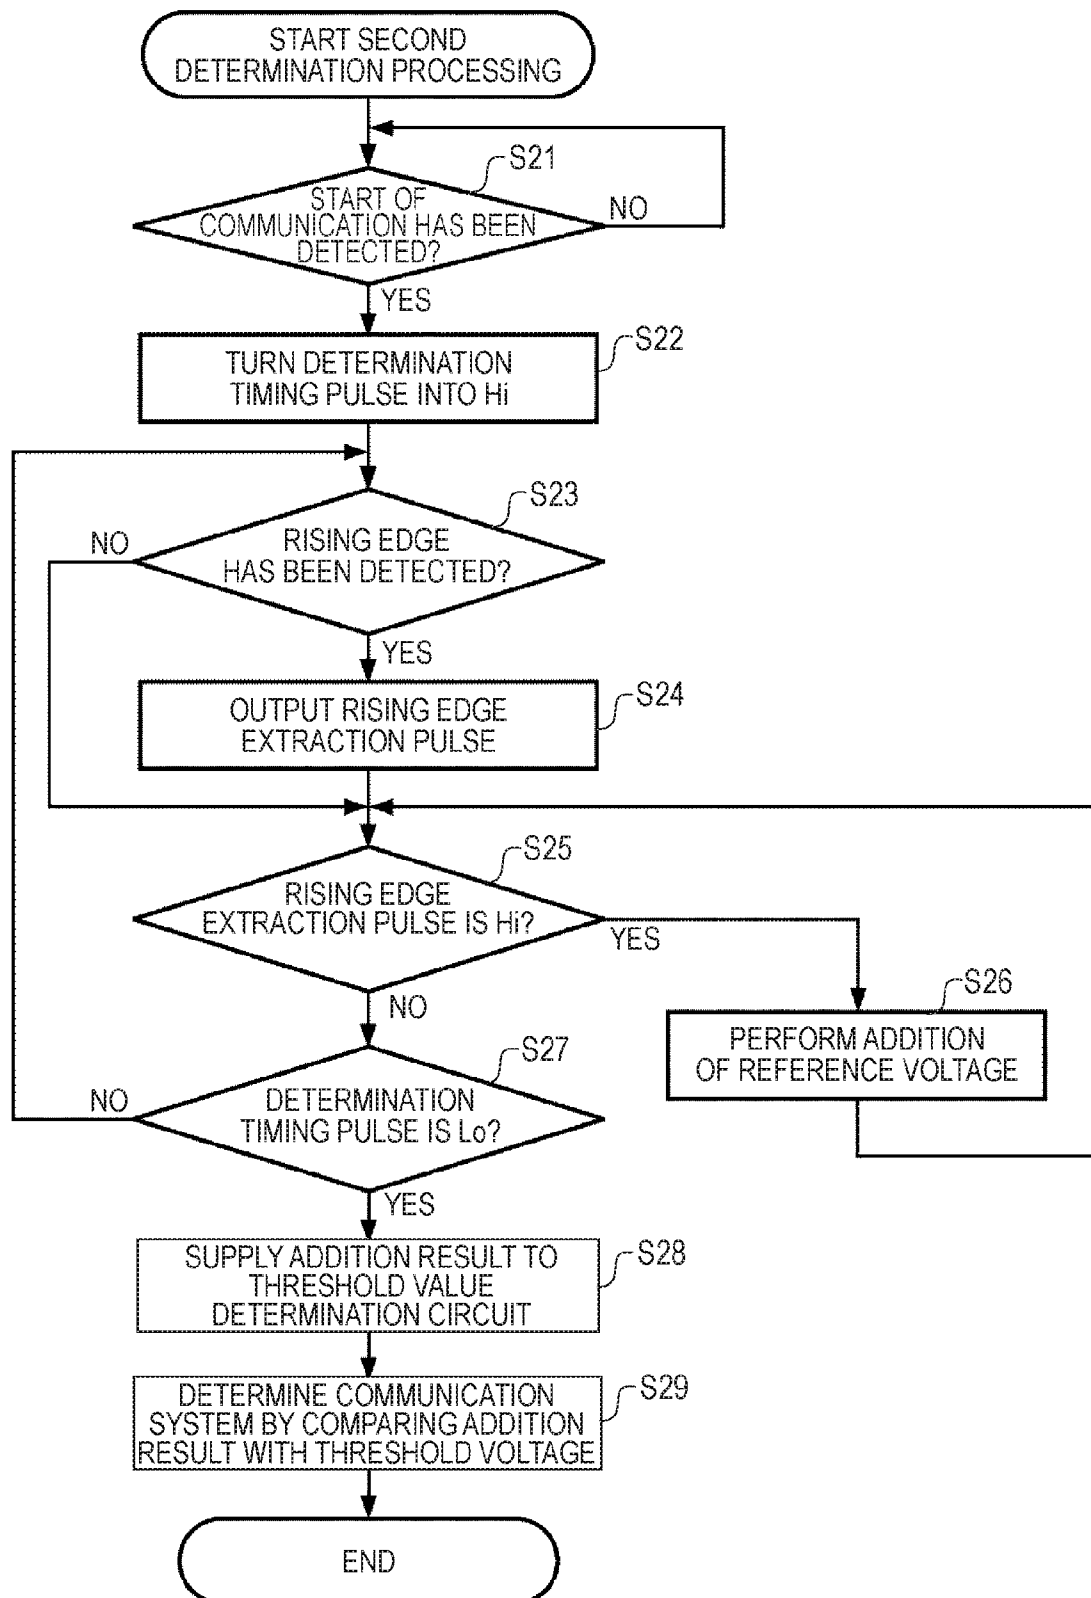 START SECOND
DETERMINATION PROCESSING
S21
START OF
COMMUNICATION HAS BEEN
DETECTED?
NO
YES
S22
TURN DETERMINATION
TIMING PULSE INTO Hi
S23
RISING EDGE
HAS BEEN DETECTED?
NO
YES
S24
OUTPUT RISING EDGE
EXTRACTION PULSE
S25
RISING EDGE
EXTRACTION PULSE IS Hi?
YES
NO
S26
PERFORM ADDITION
OF REFERENCE VOLTAGE
S27
DETERMINATION
TIMING PULSE IS Lo?
NO
YES
S28
SUPPLY ADDITION RESULT TO
THRESHOLD VALUE
DETERMINATION CIRCUIT
S29
DETERMINE COMMUNICATION
SYSTEM BY COMPARING ADDITION
RESULT WITH THRESHOLD VOLTAGE
END